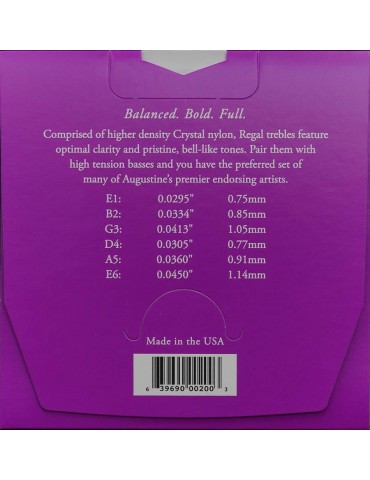 Balanced. Bold. Full.
Comprised of higher density Crystal nylon, Regal trebles feature
optimal clarity and pristine, bell-like tones. Pair them with
high tension basses and you have the preferred set of
many of Augustine's premier endorsing artists.
E1: 0.0295" 0.75mm
B2: 0.0334" 0.85mm
G3: 0.0413" 1.05mm
D4: 0.0305" 0.77mm
A5: 0.0360" 0.91mm
E6: 0.0450" 1.14mm
Made in the USA
6 39690 00200 3